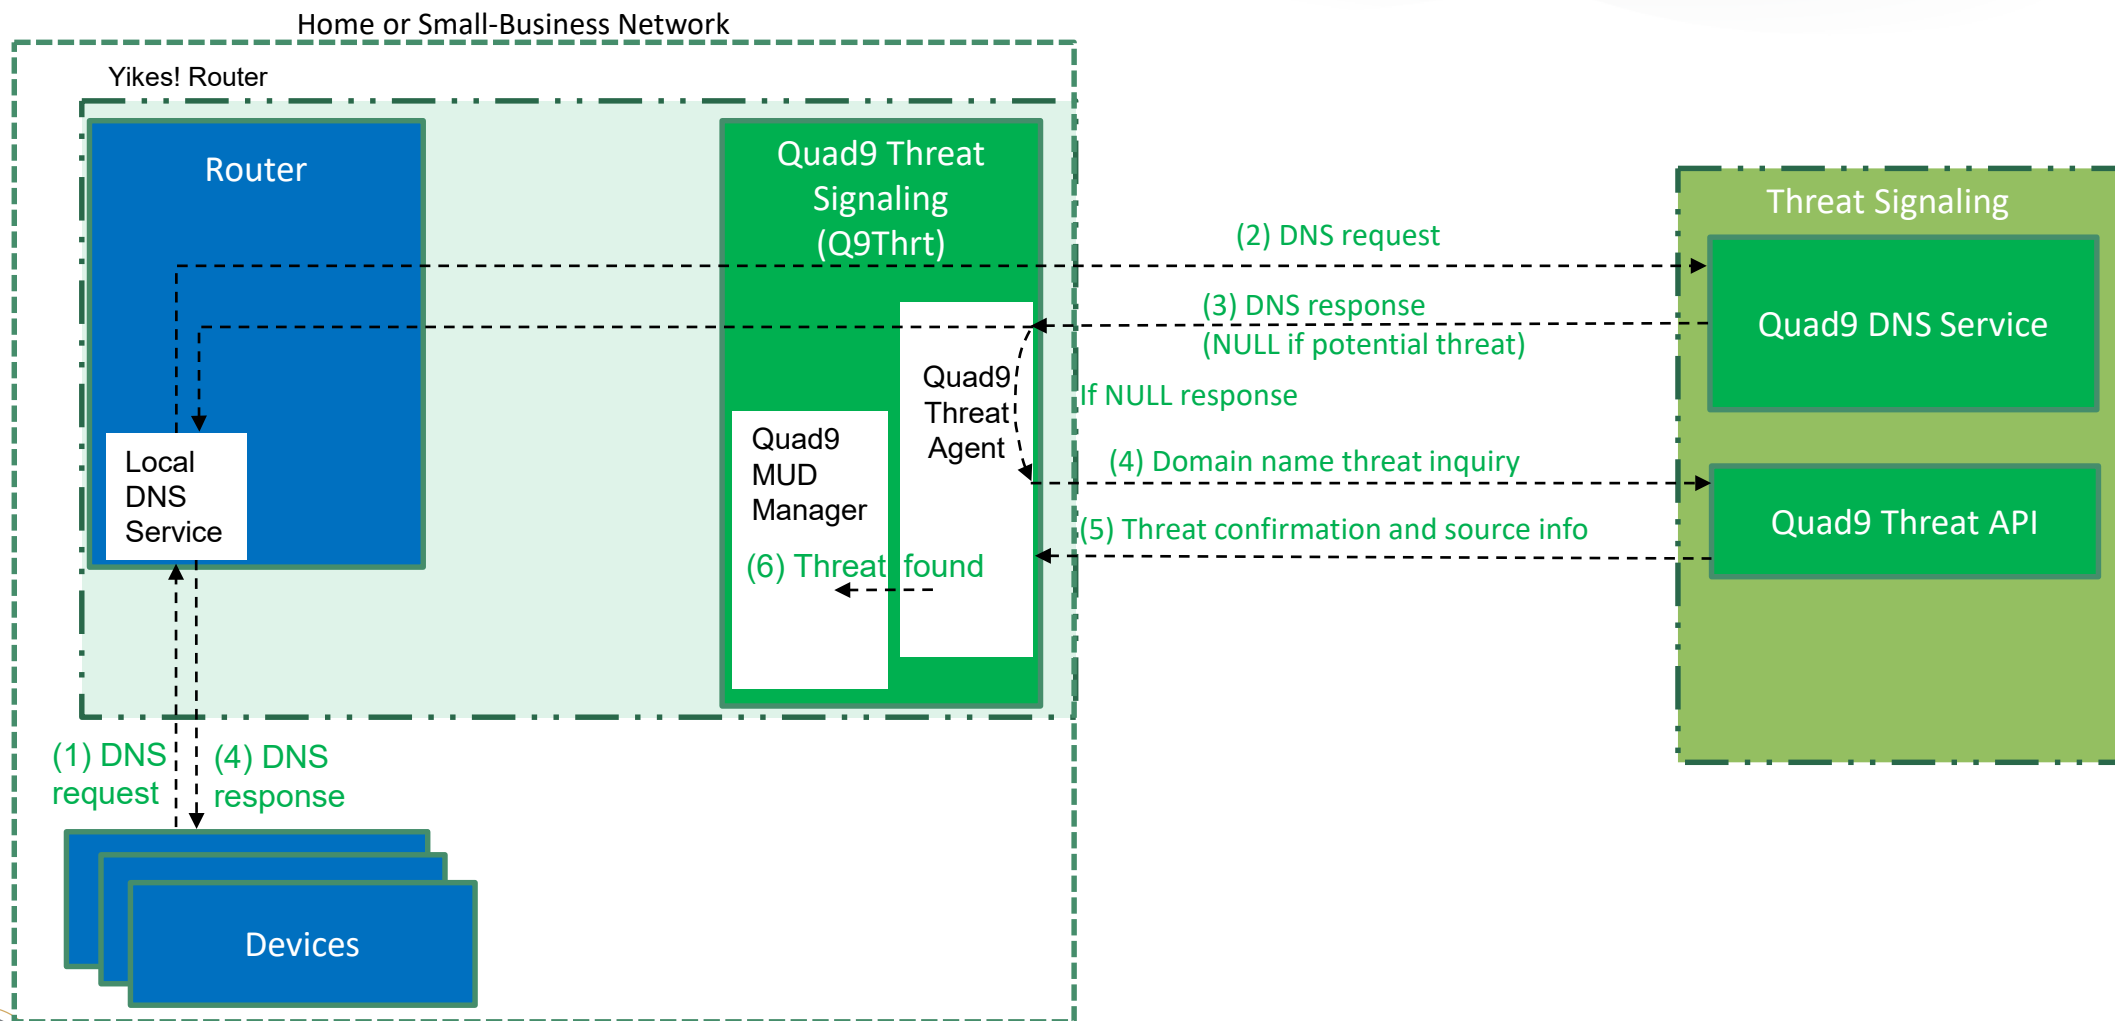 Home or Small-Business Network
Yikes! Router
Router
Quad9 Threat
Signaling
(Q9Thrt)
Threat Signaling
(2) DNS request
(3) DNS response
(NULL if potential threat)
Quad9 DNS Service
If NULL response
Quad9
Threat
Agent
Quad9
MUD
Manager
Local
DNS
Service
(4) Domain name threat inquiry
(5) Threat confirmation and source info
Quad9 Threat API
(6) Threat found
(1) DNS
request
(4) DNS
response
Devices